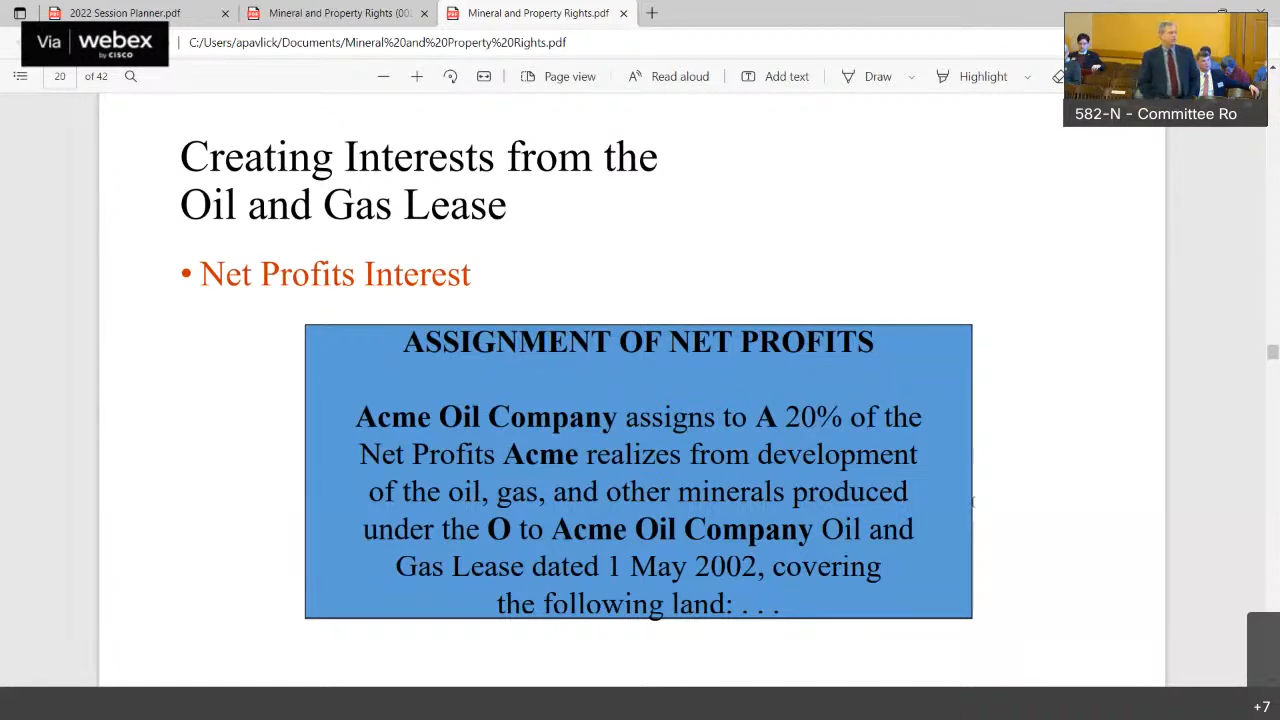 2022 Session Planner.pdf
Mineral and Property Rights (00
Mineral and Property Rights.pdf
Via webex
by CISCO
C:/Users/apavlick/Documents/Mineral%20and%20Property%20Rights.pdf
20 of 42
Page view
Read aloud
Add text
Draw
Highlight
582-N - Committee Ro
Creating Interests from the
Oil and Gas Lease
• Net Profits Interest
ASSIGNMENT OF NET PROFITS
Acme Oil Company assigns to A 20% of the
Net Profits Acme realizes from development
of the oil, gas, and other minerals produced
under the O to Acme Oil Company Oil and
Gas Lease dated 1 May 2002, covering
the following land: . . .
+7